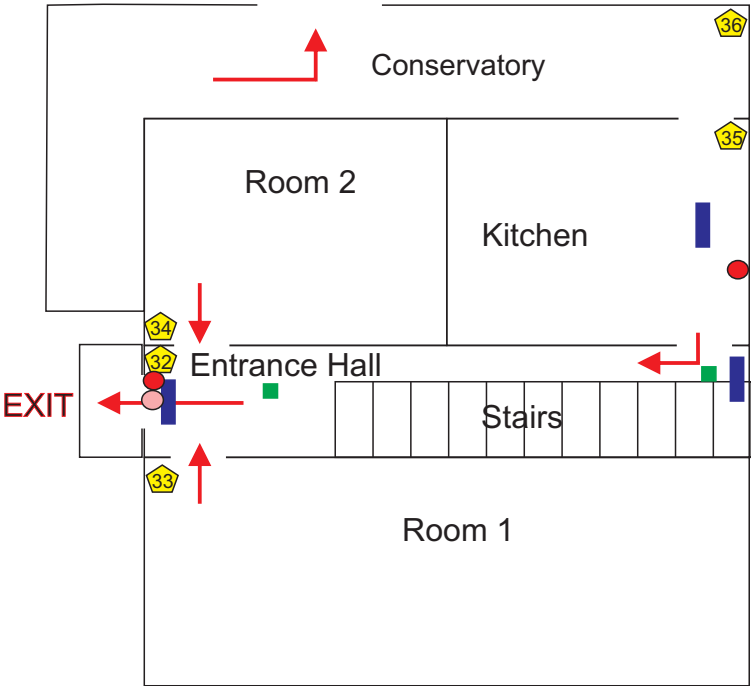 36
Conservatory
35
Room 2
Kitchen
34
32
Entrance Hall
EXIT
Stairs
33
Room 1